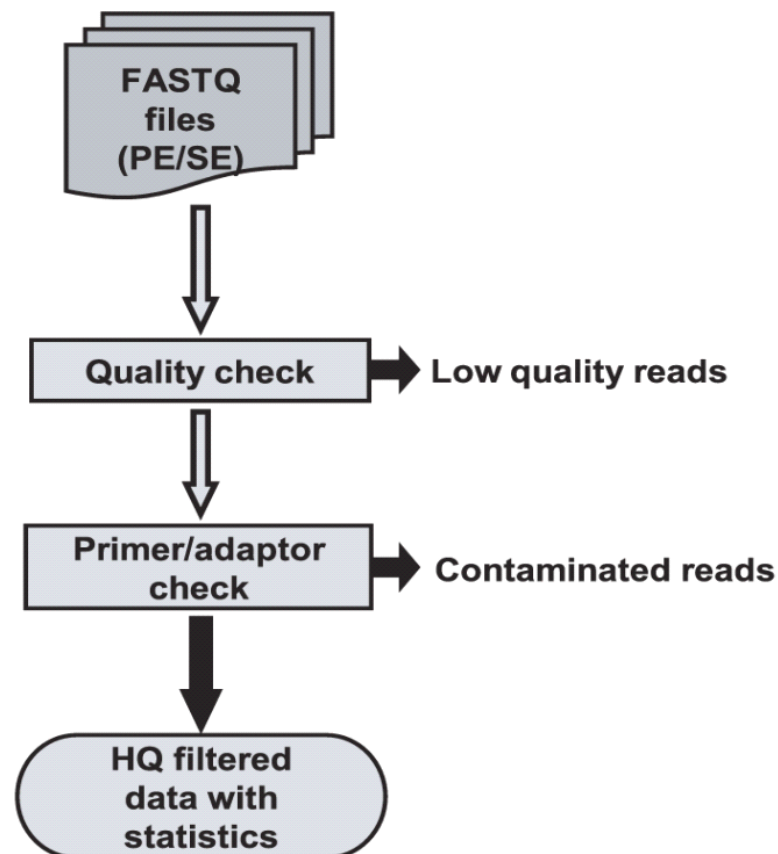 FASTQ
files
(PE/SE)
Quality check
Low quality reads
Primer/adaptor
check
Contaminated reads
HQ filtered
data with
statistics